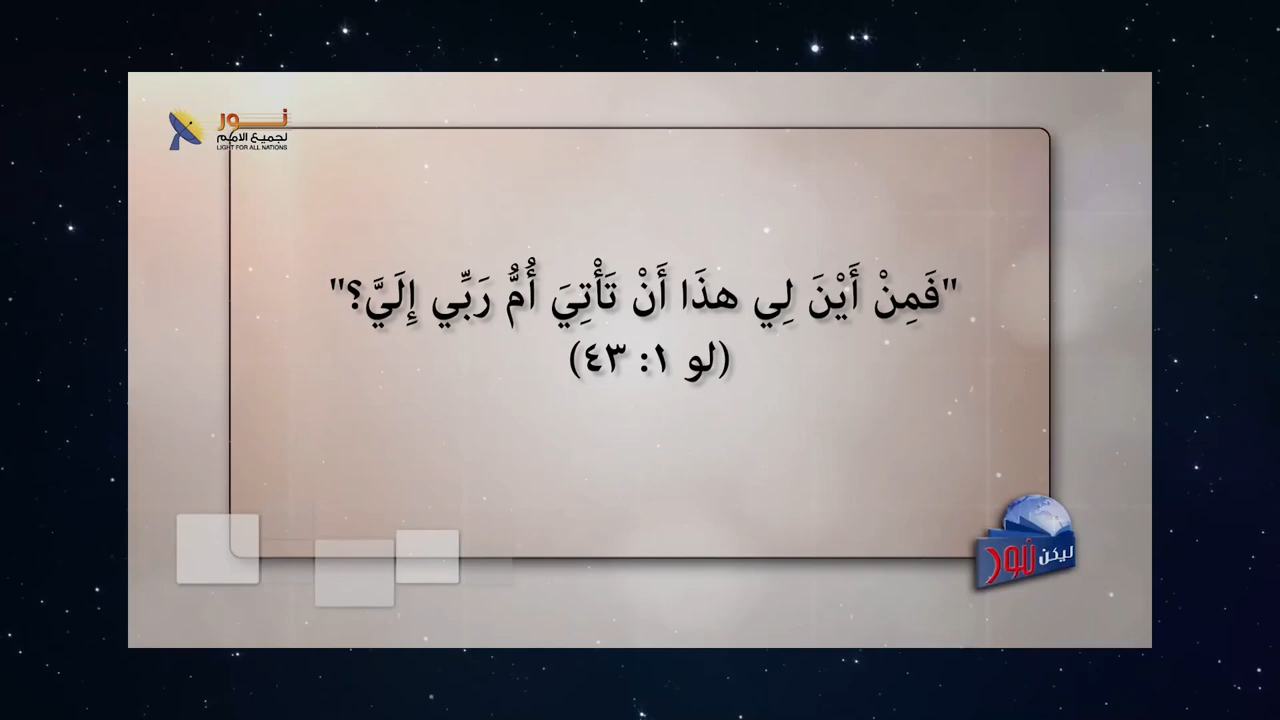 نور
لجميع الامم
LIGHT FOR ALL NATIONS
"فَمِنْ أَيْنَ لِي هذَا أَنْ تَأْتِيَ أُمُّ رَبِّي إِلَيَّ؟"
(لو ١: ٤٣)
ليكن نور